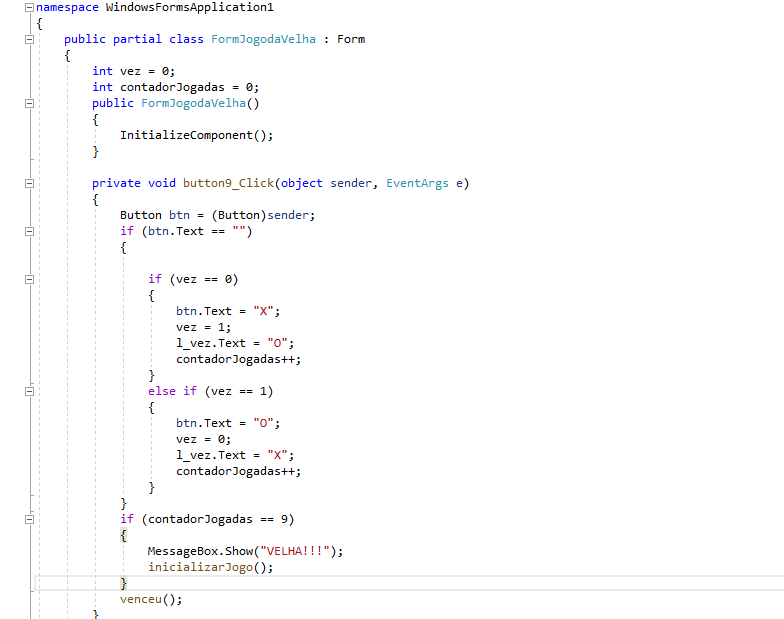 namespace WindowsFormsApplication1
{
public partial class FormJogodaVelha : Form
{
int vez = 0;
int contadorJogadas = 0;
public FormJogodaVelha()
{
InitializeComponent();
}
private void button9_Click(object sender, EventArgs e)
{
Button btn = (Button)sender;
if (btn.Text == "")
{
if (vez == 0)
{
btn.Text = "X";
vez = 1;
l_vez.Text = "O";
contadorJogadas++;
}
else if (vez == 1)
{
btn.Text = "O";
vez = 0;
l_vez.Text = "X";
contadorJogadas++;
}
}
if (contadorJogadas == 9)
{
MessageBox.Show("VELHA!!!");
inicializarJogo();
}
venceu();
}